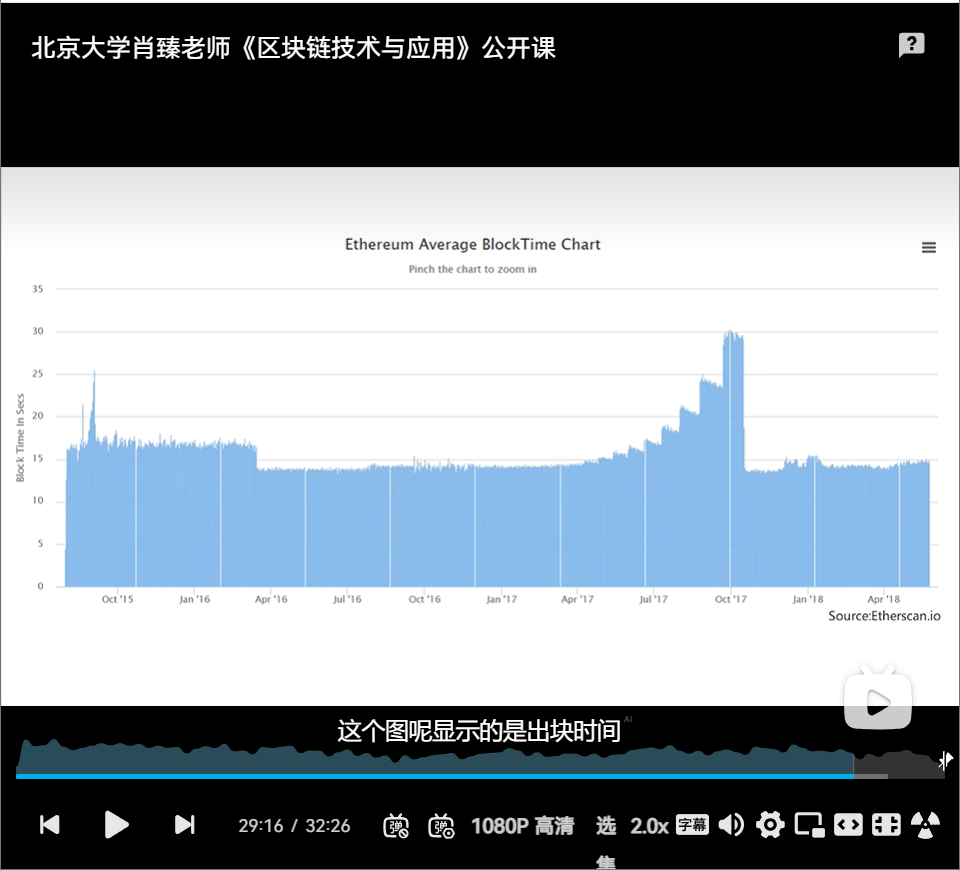 北京大学肖臻老师《区块链技术与应用》公开课
?
Ethereum Average BlockTime Chart
Pinch the chart to zoom in
Block Time In Secs
35
30
25
20
15
10
5
0
Oct '15
Jan '16
Apr '16
Jul '16
Oct '16
Jan '17
Apr '17
Jul '17
Oct '17
Jan '18
Apr '18
Source:Etherscan.io
这个图呢显示的是出块时间
AI
29:16 / 32:26
弹
弹
1080P 高清
选集
2.0x
字幕